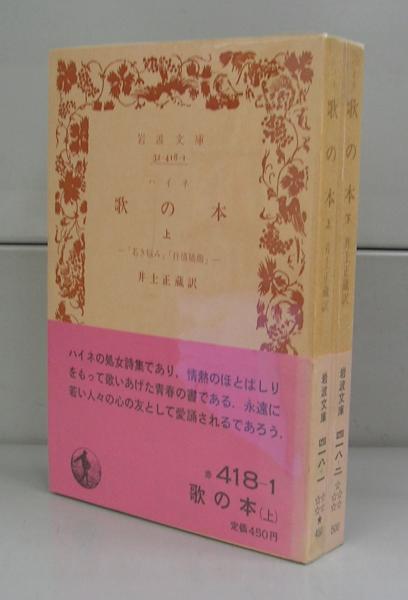 岩波文庫
32-418-1
ハイネ
歌の本
上
―「若き悩み」「抒情挿曲」―
井上正蔵訳
ハイネの処女詩集であり，情熱のほとばしり
をもって歌いあげた青春の書である．永遠に
若い人々の心の友として愛誦されるであろう．
赤 418-1
歌の本(上)
定価450円
歌の本 上 井上正蔵訳
岩波文庫 四一八-一
☆☆★
450
歌の本 下 井上正蔵訳
岩波文庫 四一八-二
500